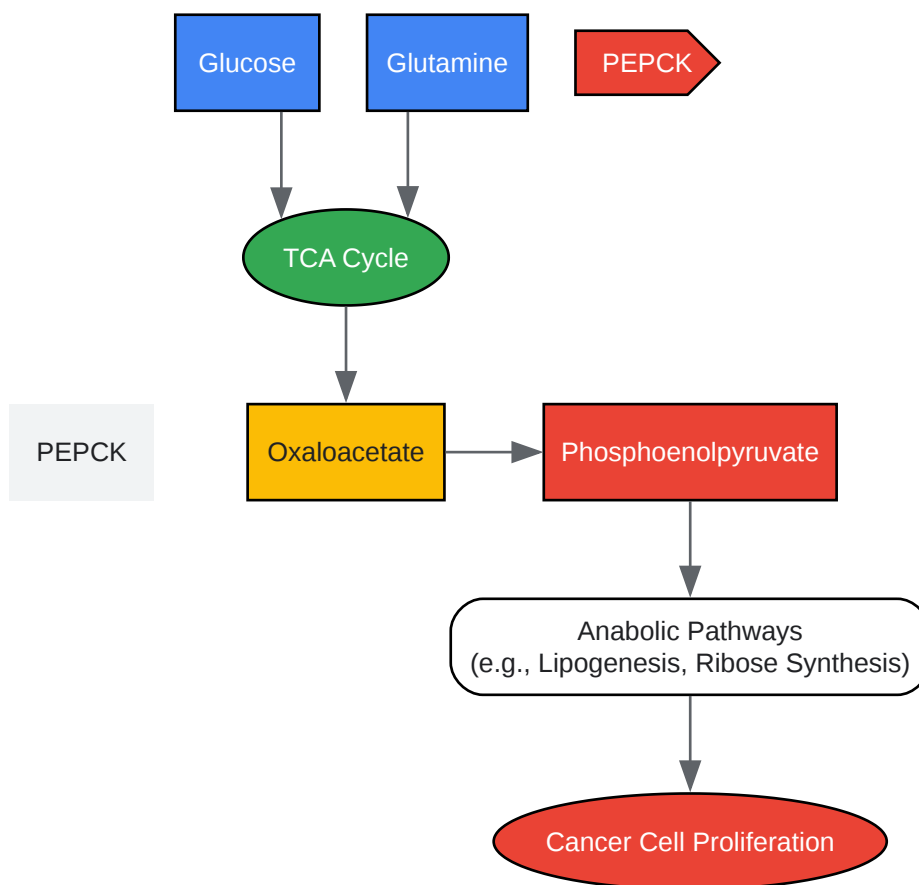 Glucose
Glutamine
PEPCK
TCA Cycle
PEPCK
Oxaloacetate
Phosphoenolpyruvate
Anabolic Pathways
(e.g., Lipogenesis, Ribose Synthesis)
Cancer Cell Proliferation